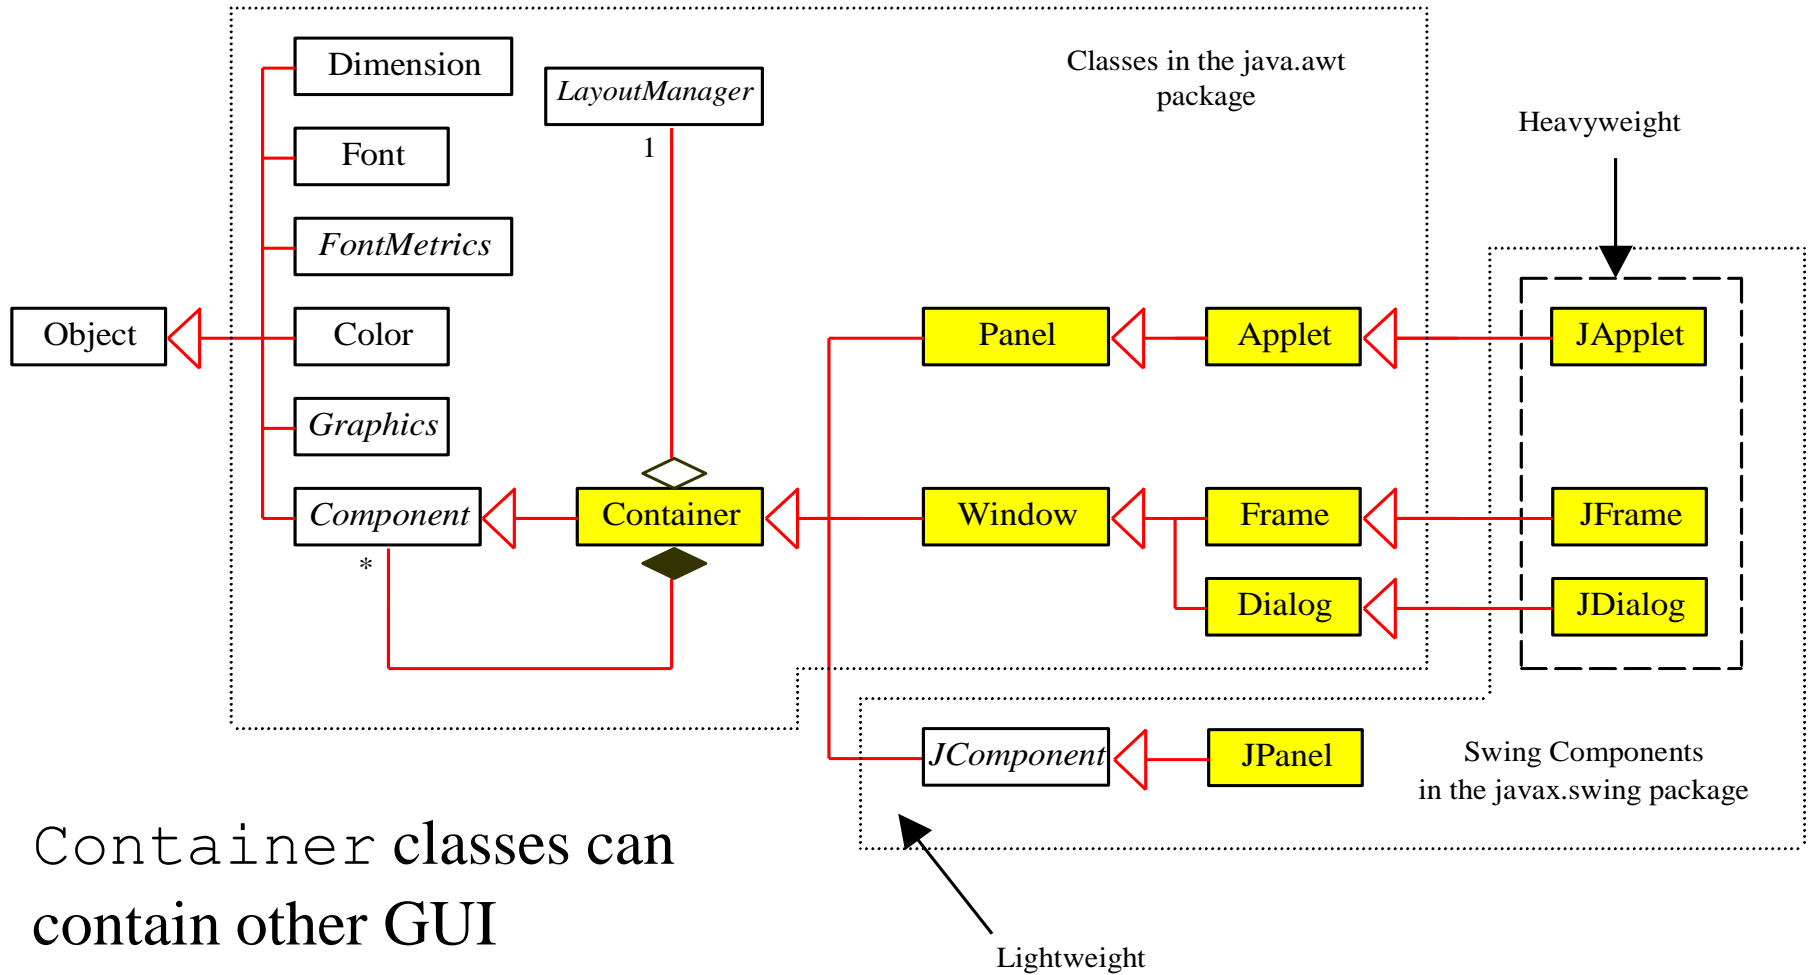 Dimension
LayoutManager
Classes in the java.awt
package
Heavyweight
Font
1
FontMetrics
Object
Color
Panel
Applet
JApplet
Graphics
Component
Container
Window
Frame
JFrame
*
Dialog
JDialog
JComponent
JPanel
Swing Components
in the javax.swing package
Container classes can
contain other GUI
Lightweight